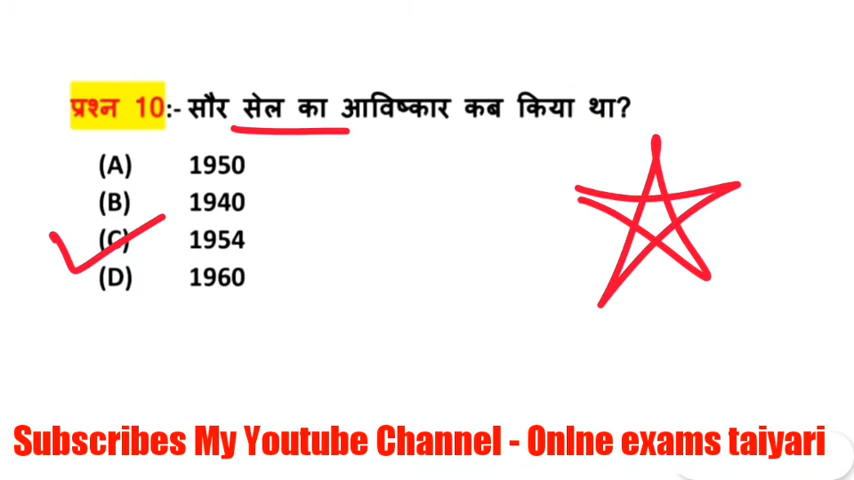 प्रश्न 10:- सौर सेल का आविष्कार कब किया था?
(A) 1950
(B) 1940
(C) 1954
(D) 1960
Subscribes My Youtube Channel - Onlne exams taiyari